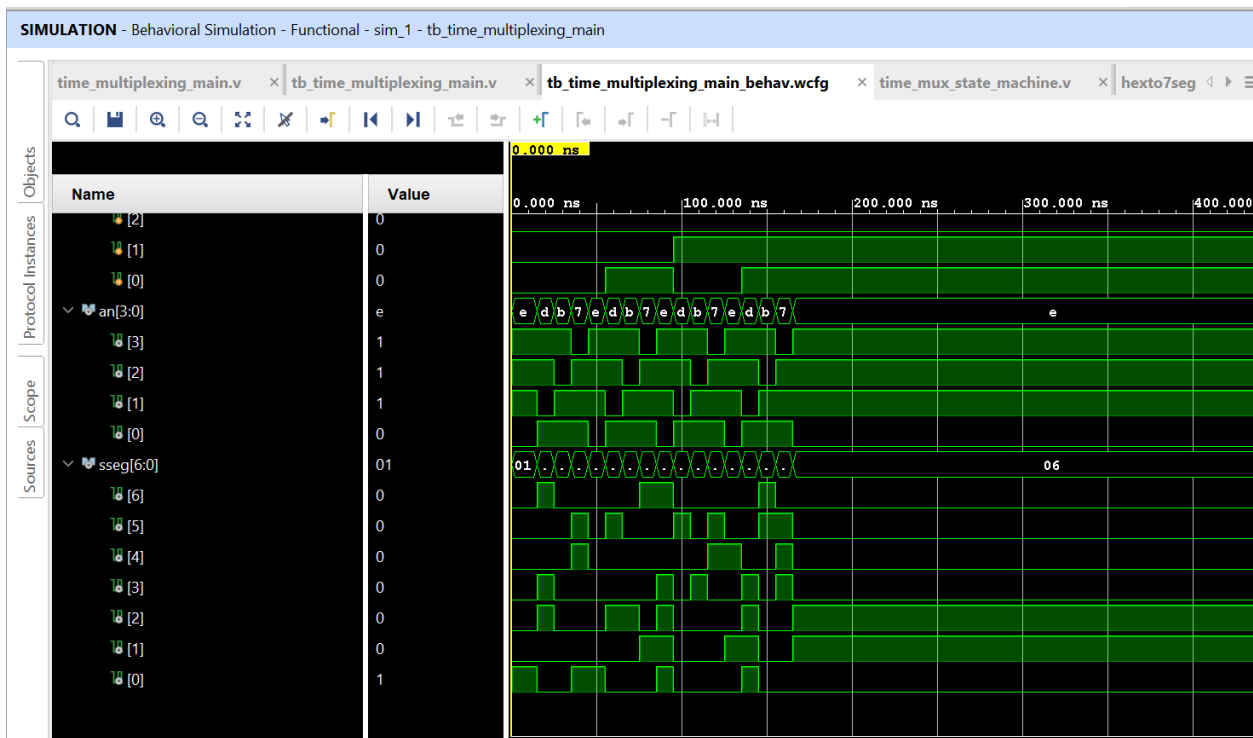 SIMULATION - Behavioral Simulation - Functional - sim_1 - tb_time_multiplexing_main
time_multiplexing_main.v × tb_time_multiplexing_main.v × tb_time_multiplexing_main_behav.wcfg × time_mux_state_machine.v × hexto7seg
Objects
Protocol Instances
Scope
Sources
0.000 ns
Name Value 0.000 ns 100.000 ns 200.000 ns 300.000 ns 400.000
[2] 0
[1] 0
[0] 0
an[3:0] e e d b 7 e d b 7 e d b 7 e d b 7 e
[3] 1
[2] 1
[1] 1
[0] 0
sseg[6:0] 01 01 . . . . . . . . . . . . . . . 06
[6] 0
[5] 0
[4] 0
[3] 0
[2] 0
[1] 0
[0] 1